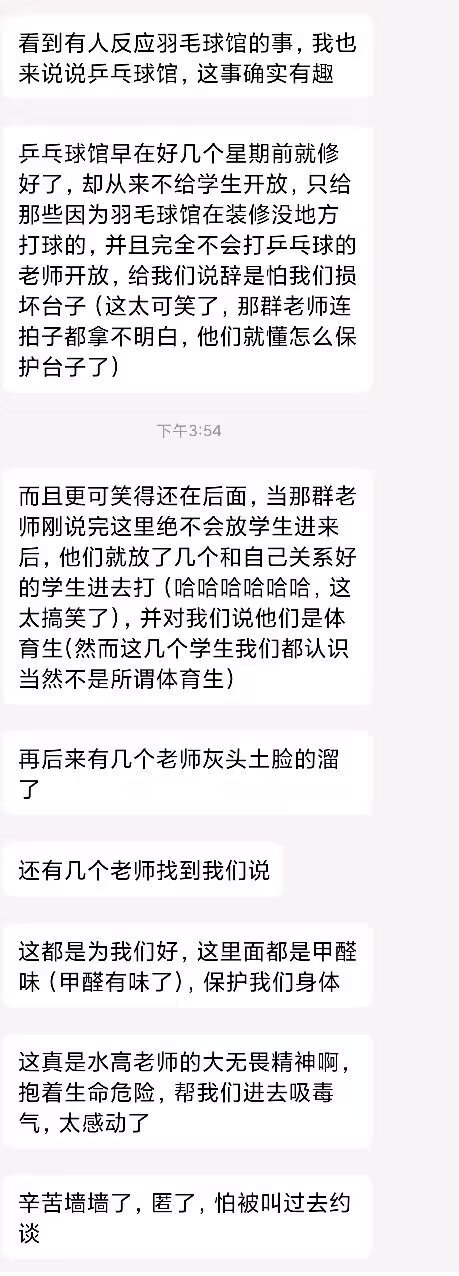 看到有人反应羽毛球馆的事，我也
来说说乒乓球馆，这事确实有趣
乒乓球馆早在好几个星期前就修
好了，却从来不给学生开放，只给
那些因为羽毛球馆在装修没地方
打球的，并且完全不会打乒乓球的
老师开放，给我们说辞是怕我们损
坏台子（这太可笑了，那群老师连
拍子都拿不明白，他们就懂怎么保
护台子了）
下午3:54
而且更可笑得还在后面，当那群老
师刚说完这里绝不会放学生进来
后，他们就放了几个和自己关系好
的学生进去打（哈哈哈哈哈哈，这
太搞笑了），并对我们说他们是体
育生(然而这几个学生我们都认识
当然不是所谓体育生）
再后来有几个老师灰头土脸的溜
了
还有几个老师找到我们说
这都是为我们好，这里面都是甲醛
味（甲醛有味了），保护我们身体
这真是水高老师的大无畏精神啊，
抱着生命危险，帮我们进去吸毒
气，太感动了
辛苦墙墙了，匿了，怕被叫过去约
谈